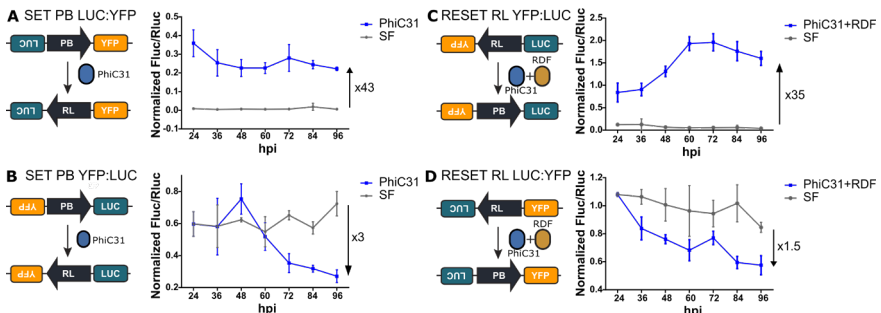 A SET PB LUC:YFP
LUC PB YFP
PhiC31
LUC RL YFP
Normalized Fluc/Rluc
0.5
0.4
0.3
0.2
0.1
0.0
-0.1
24 36 48 60 72 84 96
hpi
PhiC31
SF
x43
B SET PB YFP:LUC
YFP PB LUC
PhiC31
YFP RL LUC
Normalized Fluc/Rluc
0.8
0.6
0.4
0.2
24 36 48 60 72 84 96
hpi
PhiC31
SF
x3
C RESET RL YFP:LUC
YFP RL LUC
RDF
PhiC31
+
YFP PB LUC
Normalized Fluc/Rluc
2.5
2.0
1.5
1.0
0.5
0.0
24 36 48 60 72 84 96
hpi
PhiC31+RDF
SF
x35
D RESET RL LUC:YFP
LUC RL YFP
RDF
PhiC31
+
LUC PB YFP
Normalized Fluc/Rluc
1.2
1.0
0.8
0.6
0.4
24 36 48 60 72 84 96
hpi
PhiC31+RDF
SF
x1.5